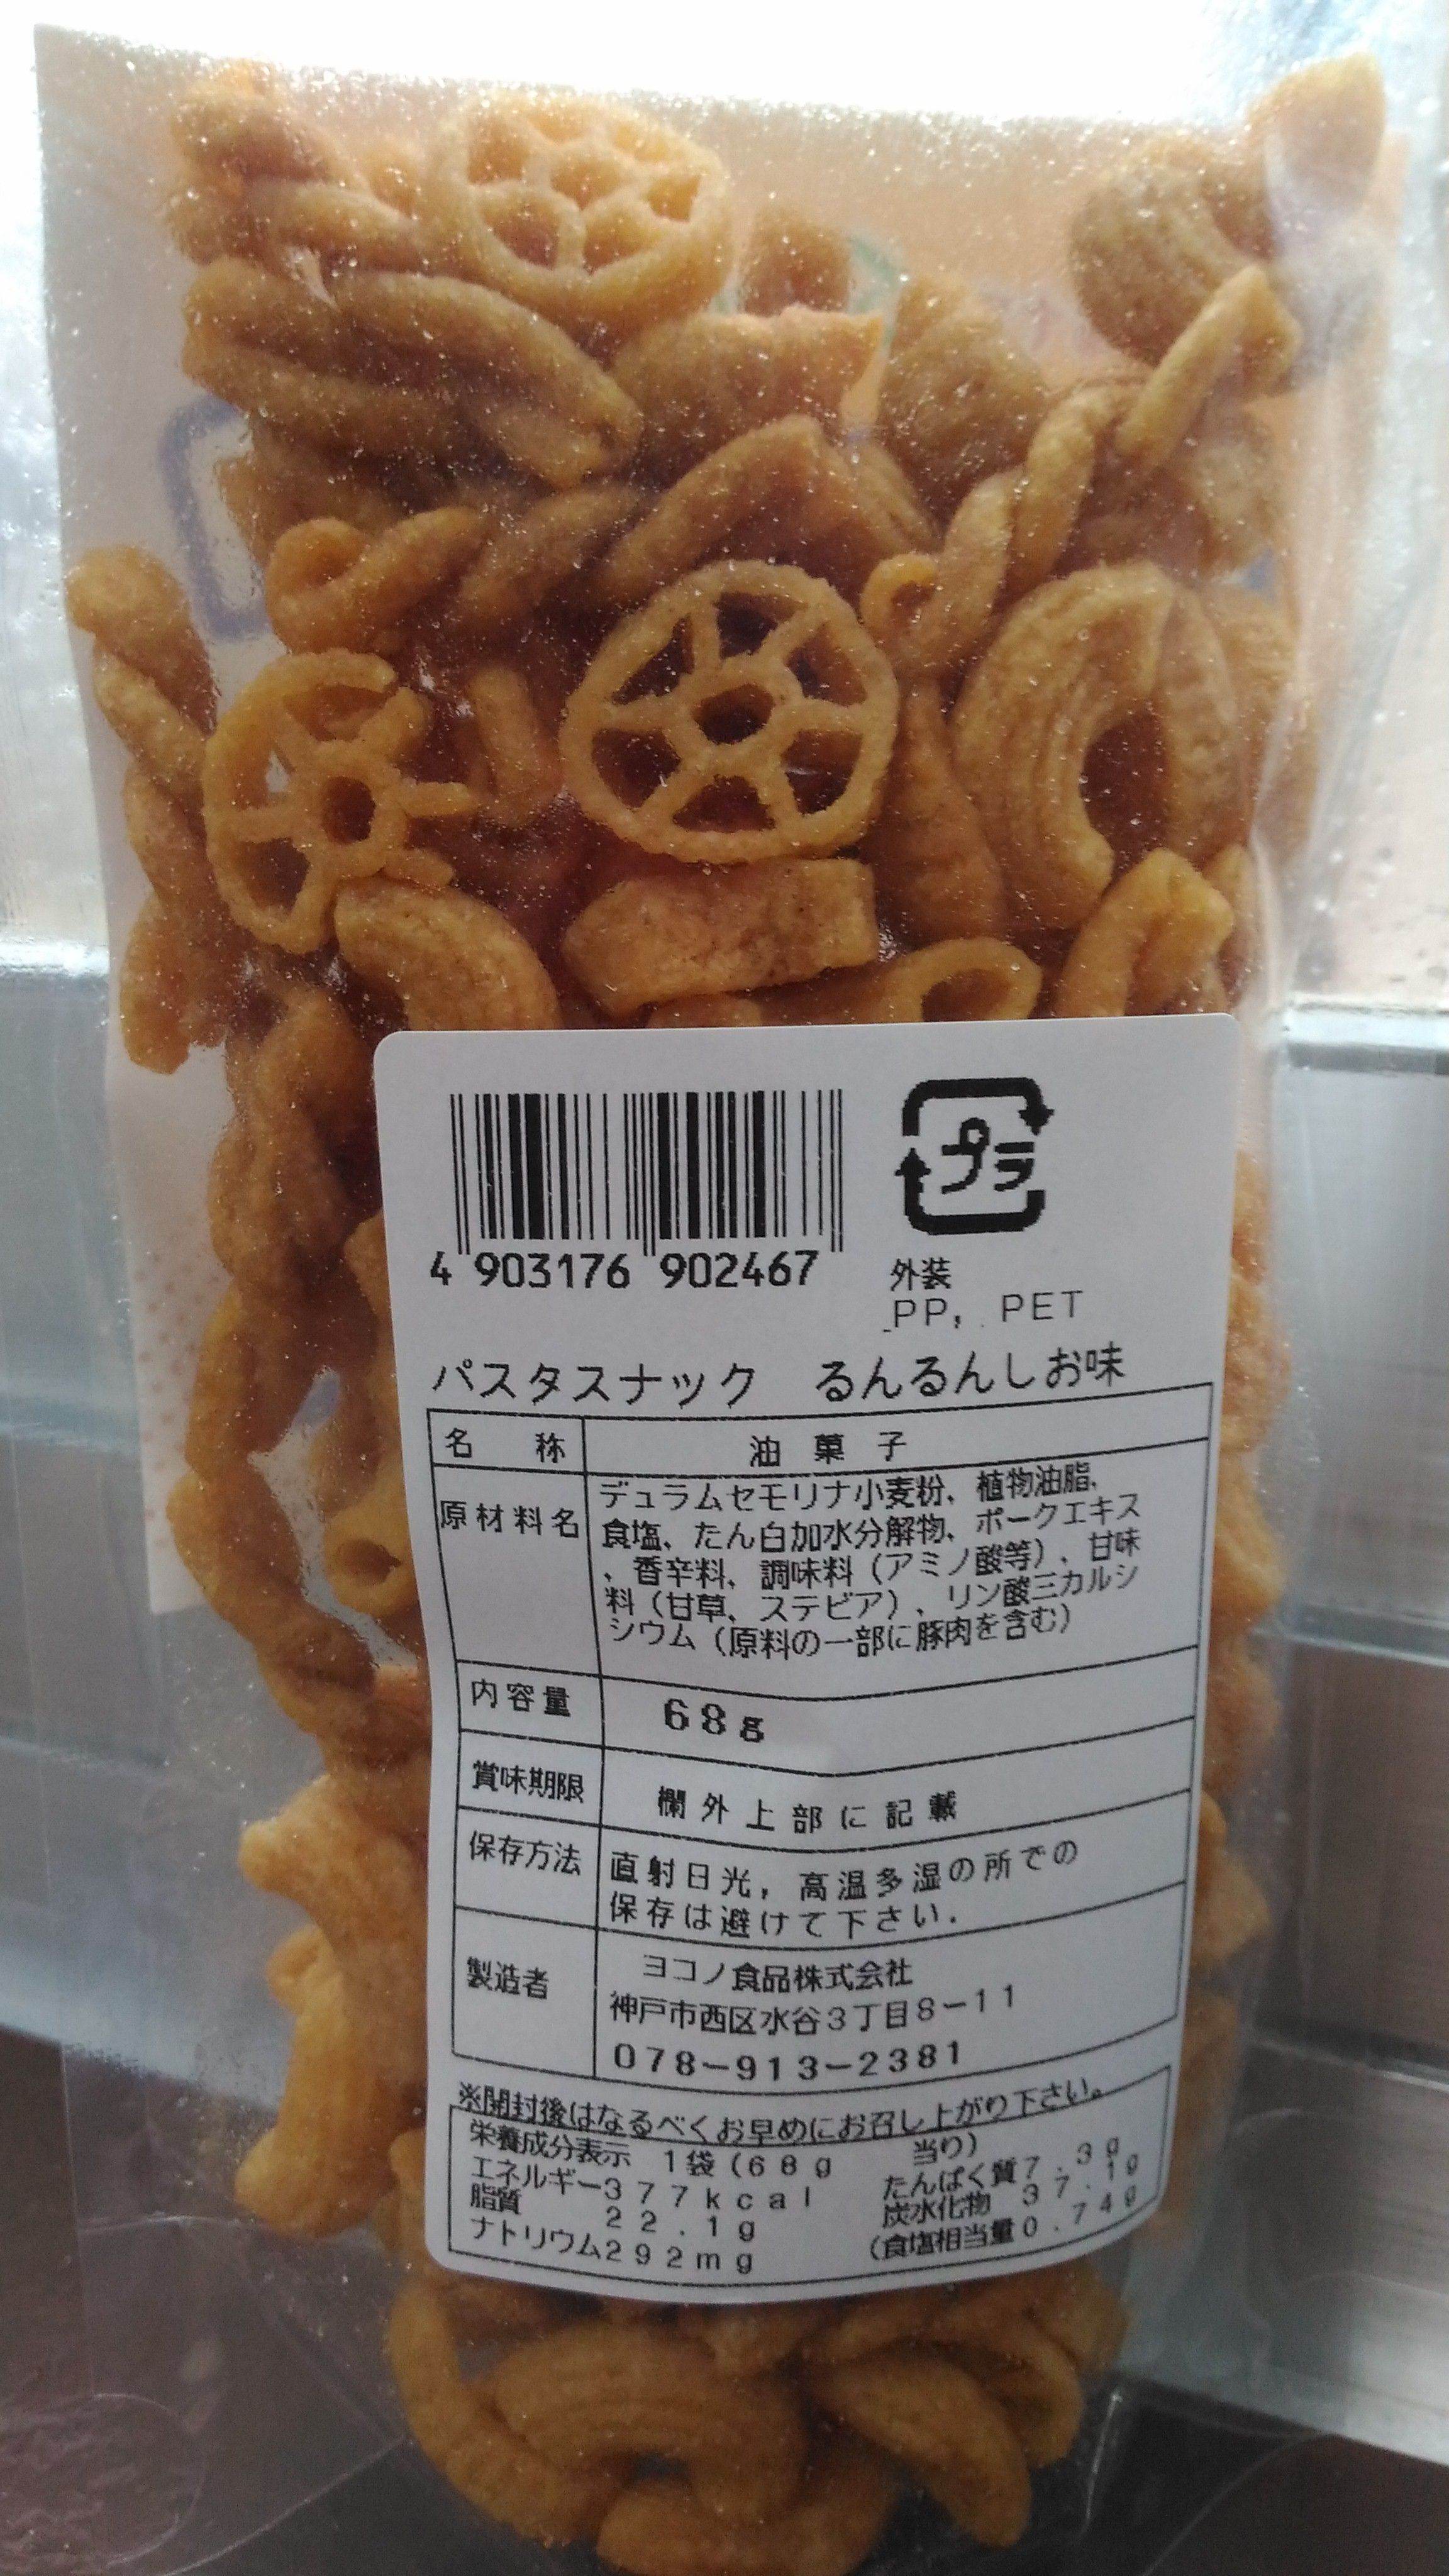 プラ
4 903176 902467
外装
PP, PET
パスタスナック るんるんしお味
名 称 油菓子
原材料名 デュラムセモリナ小麦粉、植物油脂、
食塩、たん白加水分解物、ポークエキス
、香辛料、調味料（アミノ酸等）、甘味
料（甘草、ステビア）、リン酸三カルシ
シウム（原料の一部に豚肉を含む）
内容量 68g
賞味期限 欄外上部に記載
保存方法 直射日光，高温多湿の所での
保存は避けて下さい．
製造者 ヨコノ食品株式会社
神戸市西区水谷3丁目8−11
078−913−2381
※開封後はなるべくお早めにお召し上がり下さい。
栄養成分表示 1袋(68g 当り)
エネルギー377kcal たんぱく質7.3g
脂質 22.1g 炭水化物 37.1g
ナトリウム292mg (食塩相当量0.74g